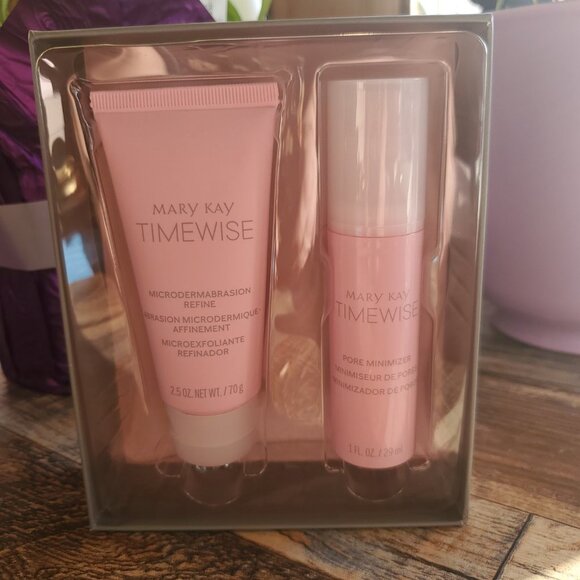 MARY KAY
TIMEWISE
MICRODERMABRASION
REFINE
ABRASION MICRODERMIQUE-
AFFINEMENT
MICROEXFOLIANTE
REFINADOR
2.5 OZ. NET WT. / 70 g
MARY KAY
TIMEWISE
PORE MINIMIZER
MINIMISEUR DE PORES
MINIMIZADOR DE POROS
1 FL. OZ. / 29 ml